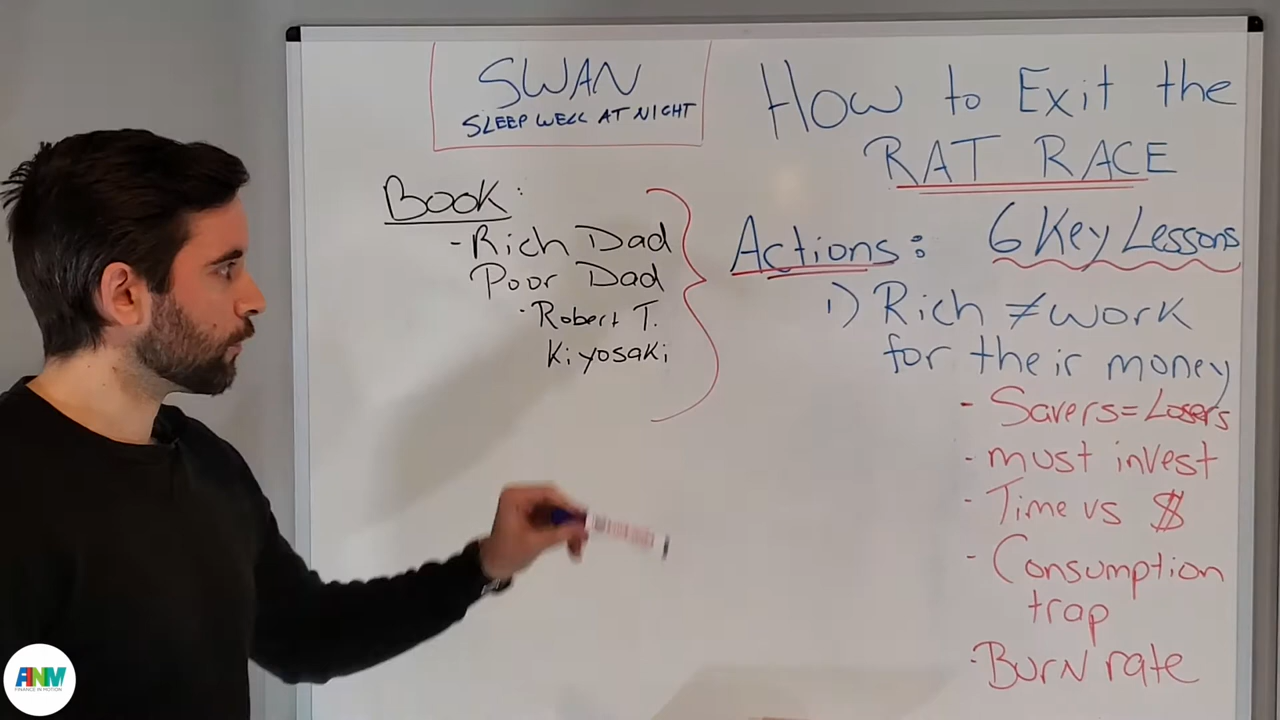 SWAN
SLEEP WELL AT NIGHT
How to Exit the
RAT RACE
Book:
- Rich Dad
Poor Dad
· Robert T.
Kiyosaki
Actions: 6 Key Lessons
1) Rich ≠ work
for their money
- Savers = Losers
- must invest
- Time vs $
- Consumption
trap
· Burn rate
FINM
FINANCE IN MOTION